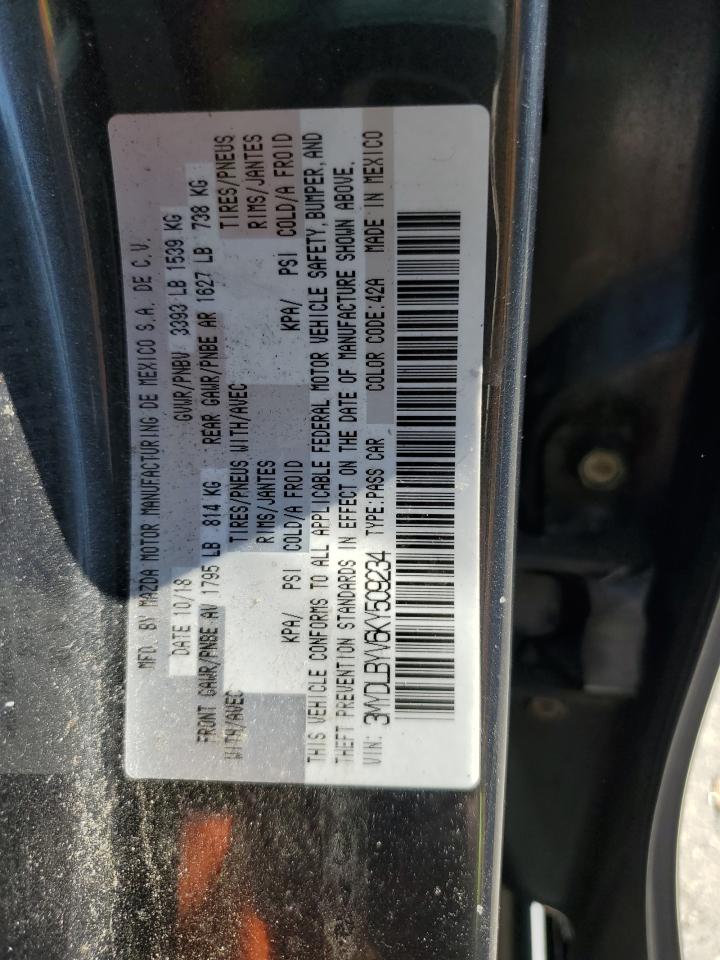 MFD. BY MAZDA MOTOR MANUFACTURING DE MEXICO S.A. DE C.V.
DATE 10/18 GVWR/PNBV 3393 LB 1539 KG
FRONT GAWR/PNBE AV 1795 LB 814 KG REAR GAWR/PNBE AR 1627 LB 738 KG
WITH/AVEC TIRES/PNEUS WITH/AVEC TIRES/PNEUS
RIMS/JANTES RIMS/JANTES
KPA/ PSI COLD/A FROID KPA/ PSI COLD/A FROID
THIS VEHICLE CONFORMS TO ALL APPLICABLE FEDERAL MOTOR VEHICLE SAFETY, BUMPER, AND
THEFT PREVENTION STANDARDS IN EFFECT ON THE DATE OF MANUFACTURE SHOWN ABOVE.
VIN: 3MYDLBYV6KY509234 TYPE:PASS CAR COLOR CODE:42A MADE IN MEXICO